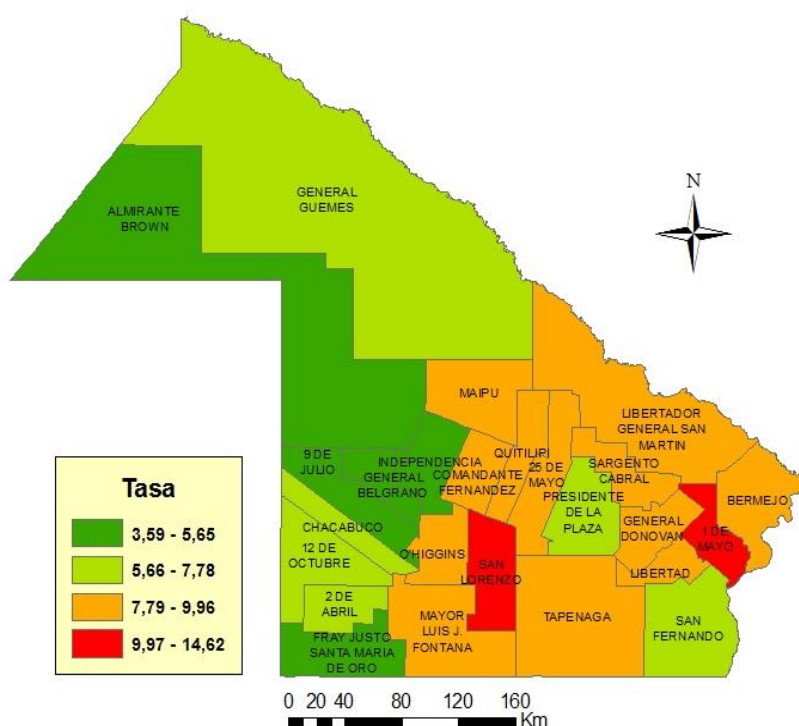 GENERAL
GUEMES
ALMIRANTE
BROWN
N
MAIPU
LIBERTADOR
GENERAL SAN
MARTIN
9 DE
JULIO
INDEPENDENCIA
GENERAL
BELGRANO
COMANDANTE
FERNANDEZ
QUITILIPI
25 DE
MAYO
SARGENTO
CABRAL
PRESIDENTE
DE LA
PLAZA
BERMEJO
GENERAL
DONOVAN
1 DE
MAYO
CHACABUCO
12 DE
OCTUBRE
O'HIGGINS
SAN
LORENZO
LIBERTAD
2 DE
ABRIL
MAYOR
LUIS J.
FONTANA
TAPENAGA
SAN
FERNANDO
FRAY JUSTO
SANTA MARIA
DE ORO
Tasa
3,59 - 5,65
5,66 - 7,78
7,79 - 9,96
9,97 - 14,62
0 20 40 80 120 160
Km